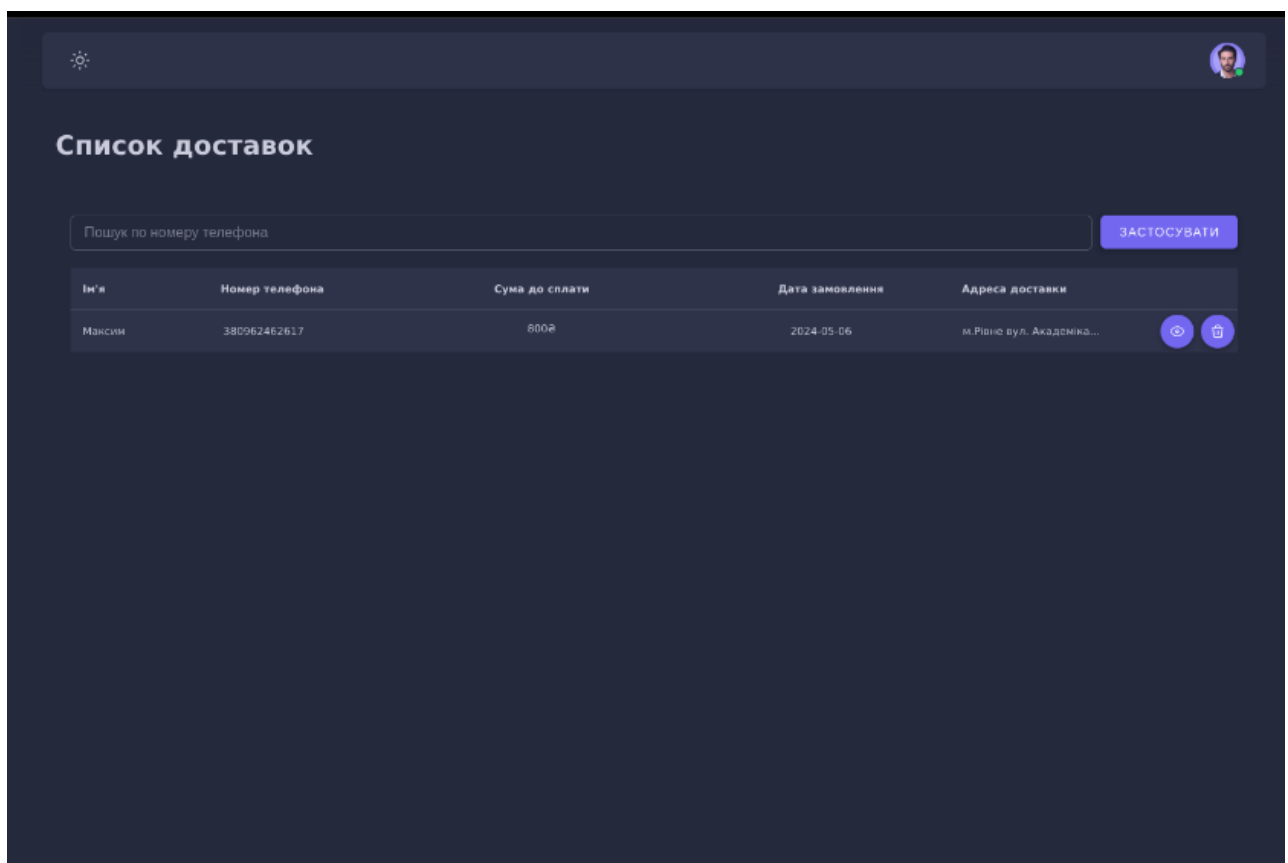 Список доставок
Пошук по номеру телефона
ЗАСТОСУВАТИ
Ім'я Номер телефона Сума до сплати Дата замовлення Адреса доставки
Максим 380962462617 800₴ 2024-05-06 м.Рівне вул. Академіка...